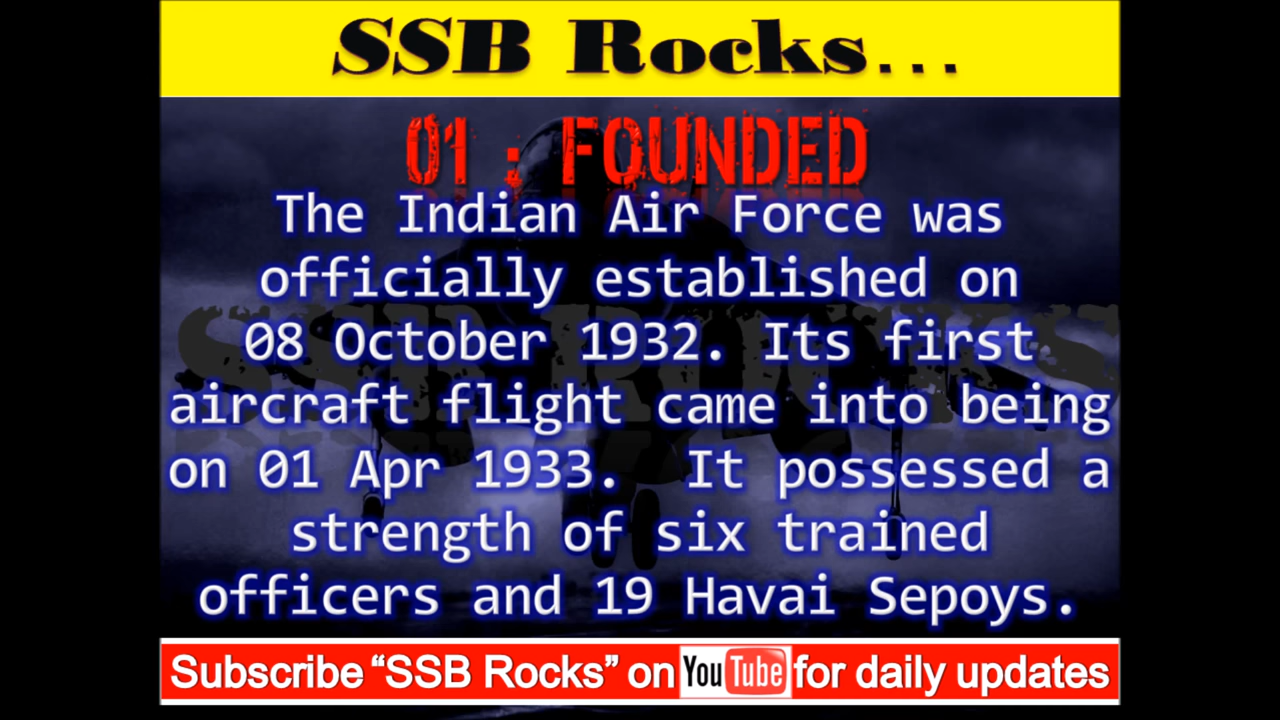 SSB Rocks...
01 : FOUNDED
The Indian Air Force was
officially established on
08 October 1932. Its first
aircraft flight came into being
on 01 Apr 1933. It possessed a
strength of six trained
officers and 19 Havai Sepoys.
SSB ROCKS
Subscribe “SSB Rocks” on YouTube for daily updates